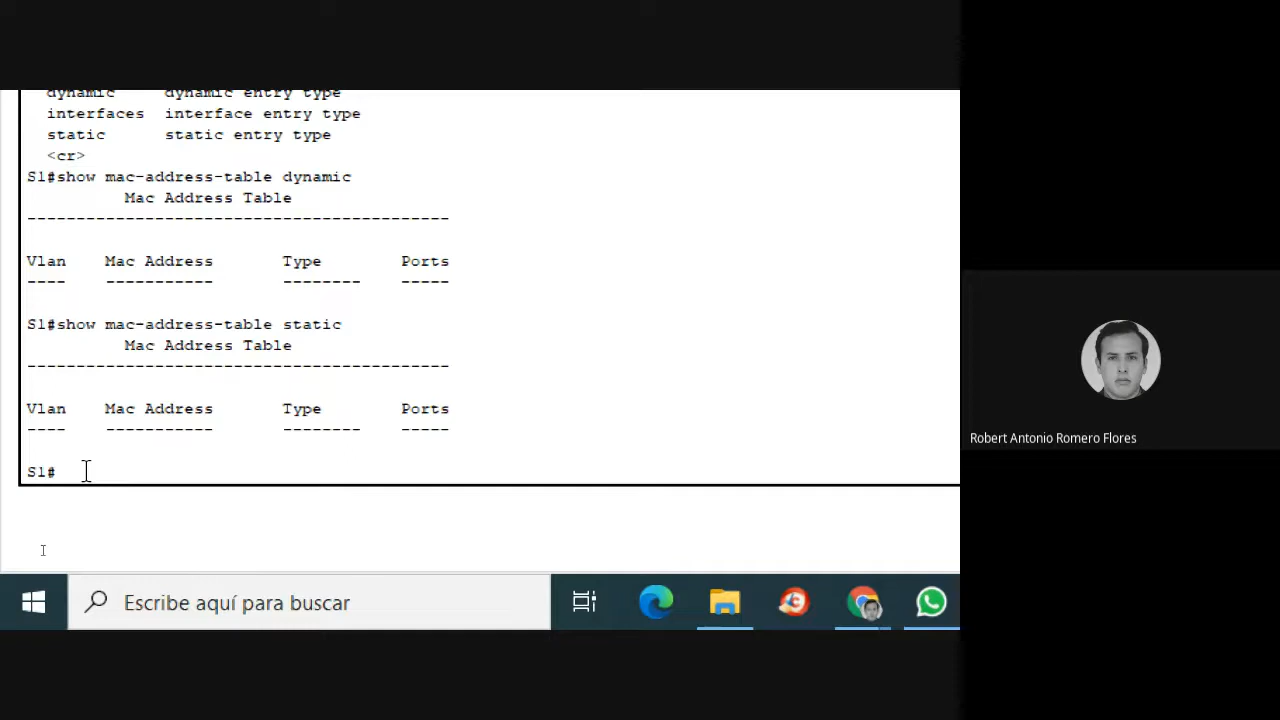 dynamic dynamic entry type
interfaces interface entry type
static static entry type
<cr>
S1#show mac-address-table dynamic
Mac Address Table
-------------------------------------------
Vlan Mac Address Type Ports
---- ----------- -------- -----
S1#show mac-address-table static
Mac Address Table
-------------------------------------------
Vlan Mac Address Type Ports
---- ----------- -------- -----
S1#
Escribe aquí para buscar
Robert Antonio Romero Flores